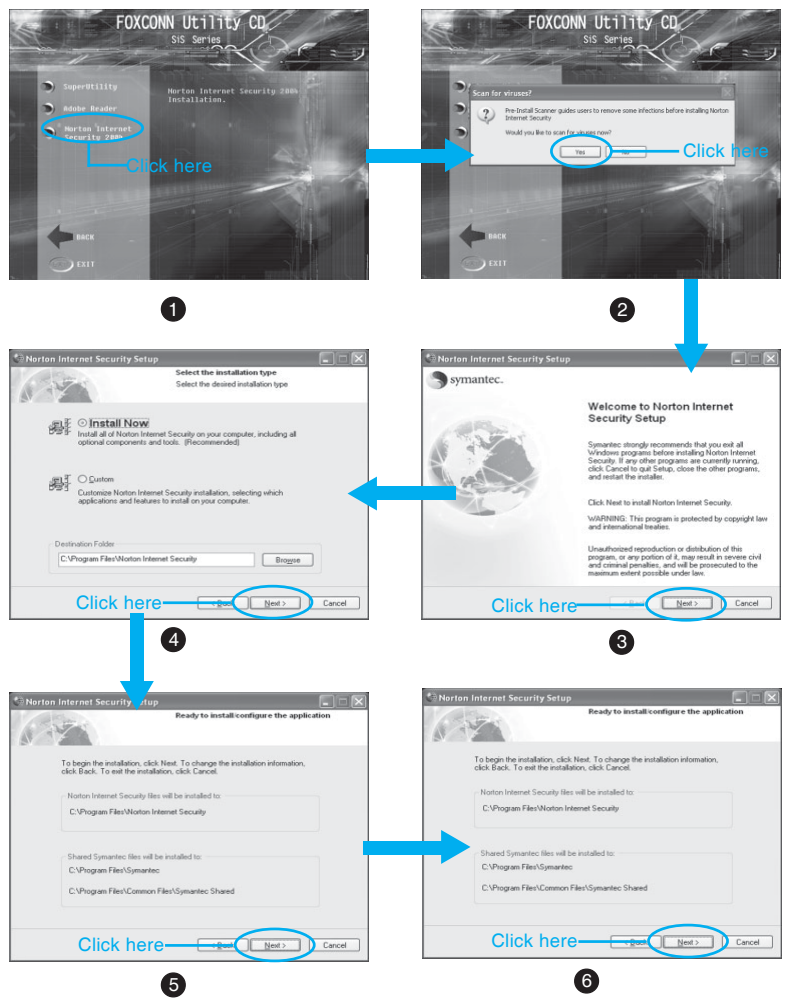 FOXCONN Utility CD
SiS Series
SuperUtility
Adobe Reader
Norton Internet
Security 2004
Norton Internet Security 2004
Installation.
Click here
BACK
EXIT
1
FOXCONN Utility CD
SiS Series
Scan for viruses?
Pre-Install Scanner guides users to remove some infections before installing Norton
Internet Security
Would you like to scan for viruses now?
Yes
Click here
BACK
EXIT
2
Norton Internet Security Setup
symantec.
Welcome to Norton Internet
Security Setup
Symantec strongly recommends that you exit all
Windows programs before installing Norton Internet
Security. If any other programs are currently running,
click Cancel to quit Setup, close the other programs,
and restart the installer.
Click Next to install Norton Internet Security.
WARNING: This program is protected by copyright law
and international treaties.
Unauthorized reproduction or distribution of this
program, or any portion of it, may result in severe civil
and criminal penalties, and will be prosecuted to the
maximum extent possible under law.
Click here
Next >
Cancel
3
Norton Internet Security Setup
Select the installation type
Select the desired installation type
Install Now
Install all of Norton Internet Security on your computer, including all
optional components and tools. (Recommended)
Custom
Customize Norton Internet Security installation, selecting which
applications and features to install on your computer.
Destination Folder
C:\Program Files\Norton Internet Security
Browse
Click here
< Back
Next >
Cancel
4
Norton Internet Security Setup
Ready to install/configure the application
To begin the installation, click Next. To change the installation information,
click Back. To exit the installation, click Cancel.
Norton Internet Security files will be installed to:
C:\Program Files\Norton Internet Security
Shared Symantec files will be installed to:
C:\Program Files\Symantec
C:\Program Files\Common Files\Symantec Shared
Click here
< Back
Next >
Cancel
5
Norton Internet Security Setup
Ready to install/configure the application
To begin the installation, click Next. To change the installation information,
click Back. To exit the installation, click Cancel.
Norton Internet Security files will be installed to:
C:\Program Files\Norton Internet Security
Shared Symantec files will be installed to:
C:\Program Files\Symantec
C:\Program Files\Common Files\Symantec Shared
Click here
< Back
Next >
Cancel
6